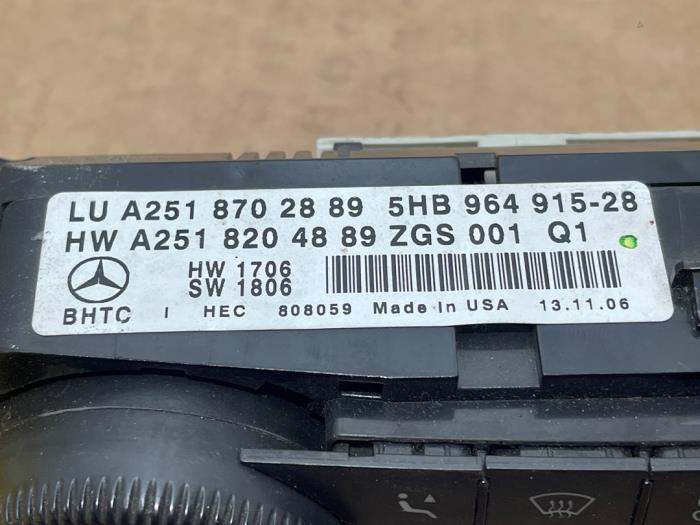 LU A251 870 28 89 5HB 964 915-28
HW A251 820 48 89 ZGS 001 Q1
HW 1706
SW 1806
BHTC I HEC 808059 Made In USA 13.11.06